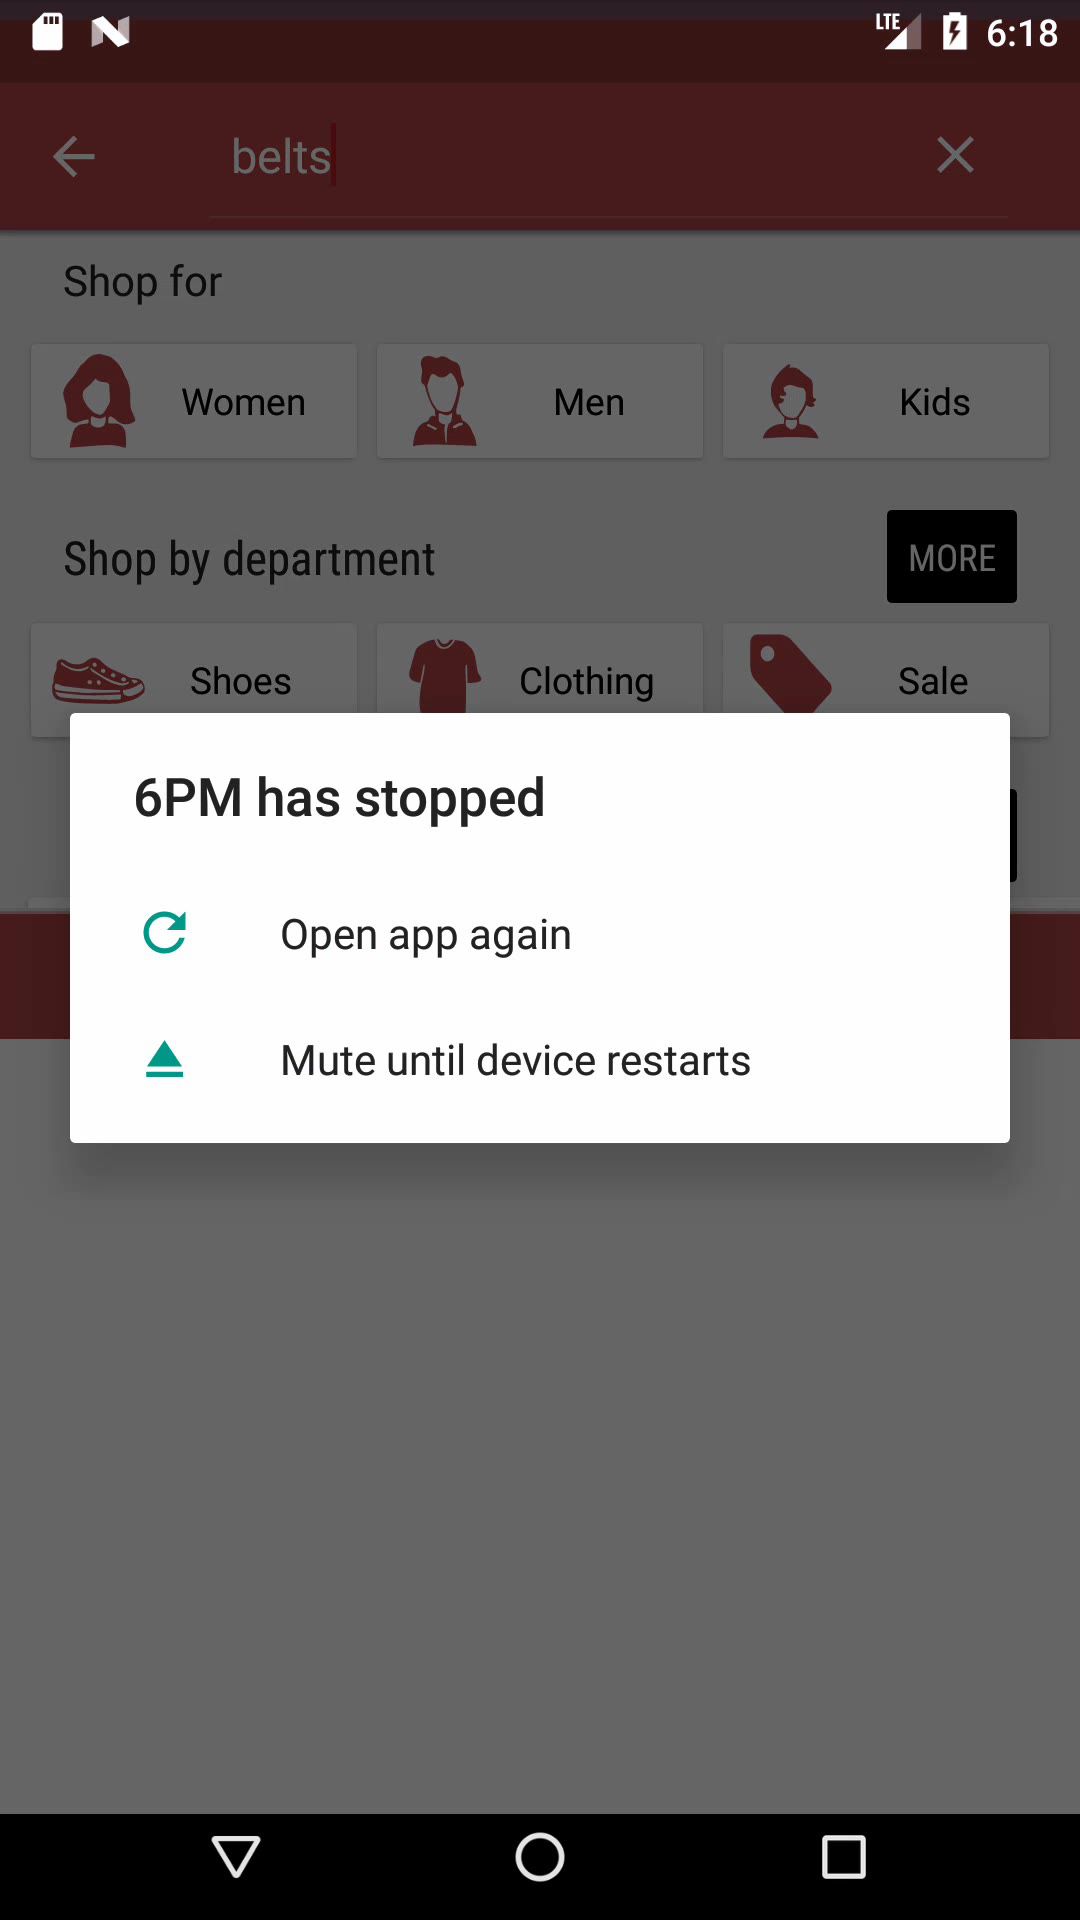 LTE 6:18
belts
Shop for
Women Men Kids
Shop by department MORE
Shoes Clothing Sale
6PM has stopped
Open app again
Mute until device restarts